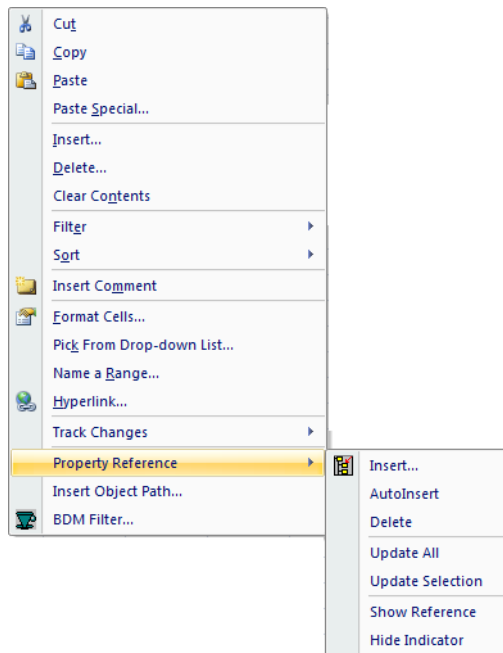 Cut
Copy
Paste
Paste Special...
Insert...
Delete...
Clear Contents
Filter
Sort
Insert Comment
Format Cells...
Pick From Drop-down List...
Name a Range...
Hyperlink...
Track Changes
Property Reference
Insert...
Insert Object Path...
AutoInsert
BDM Filter...
Delete
Update All
Update Selection
Show Reference
Hide Indicator